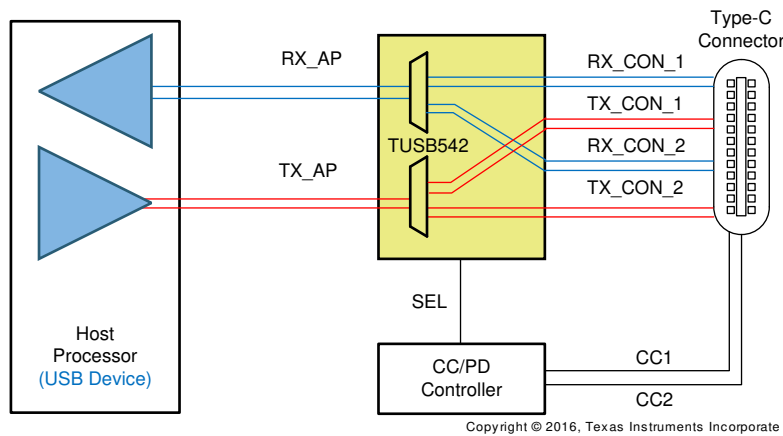 Type-C
Connector
RX_AP
RX_CON_1
TX_CON_1
TUSB542
RX_CON_2
TX_AP
TX_CON_2
SEL
Host
Processor
(USB Device)
CC/PD
Controller
CC1
CC2
Copyright © 2016, Texas Instruments Incorporate